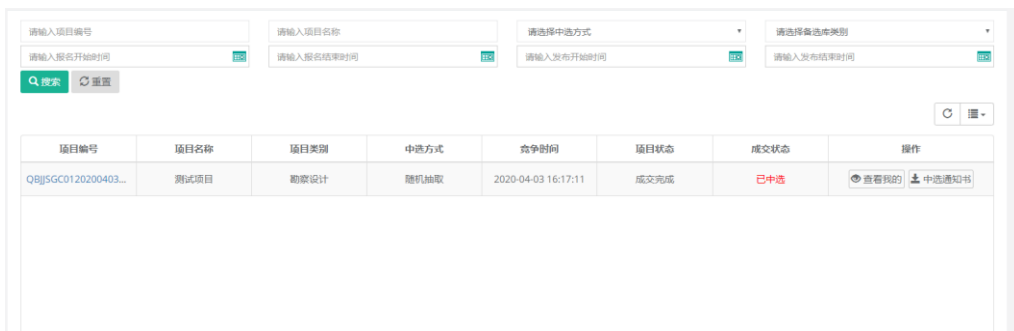 请输入项目编号 请输入项目名称 请选择中选方式 请选择备选库类别
请输入报名开始时间 请输入报名结束时间 请输入发布开始时间 请输入发布结束时间
搜索 重置
项目编号 项目名称 项目类别 中选方式 竞争时间 项目状态 成交状态 操作
QBJJSGC0120200403... 测试项目 勘察设计 随机抽取 2020-04-03 16:17:11 成交完成 已中选 查看我的 中选通知书